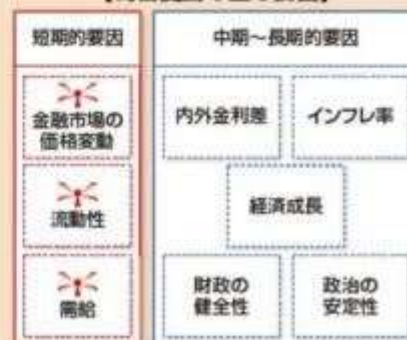 短期的要因
中期～長期的要因
金融市場の
価格変動
内外金利差
インフレ率
流動性
経済成長
需給
財政の
健全性
政治の
安定性